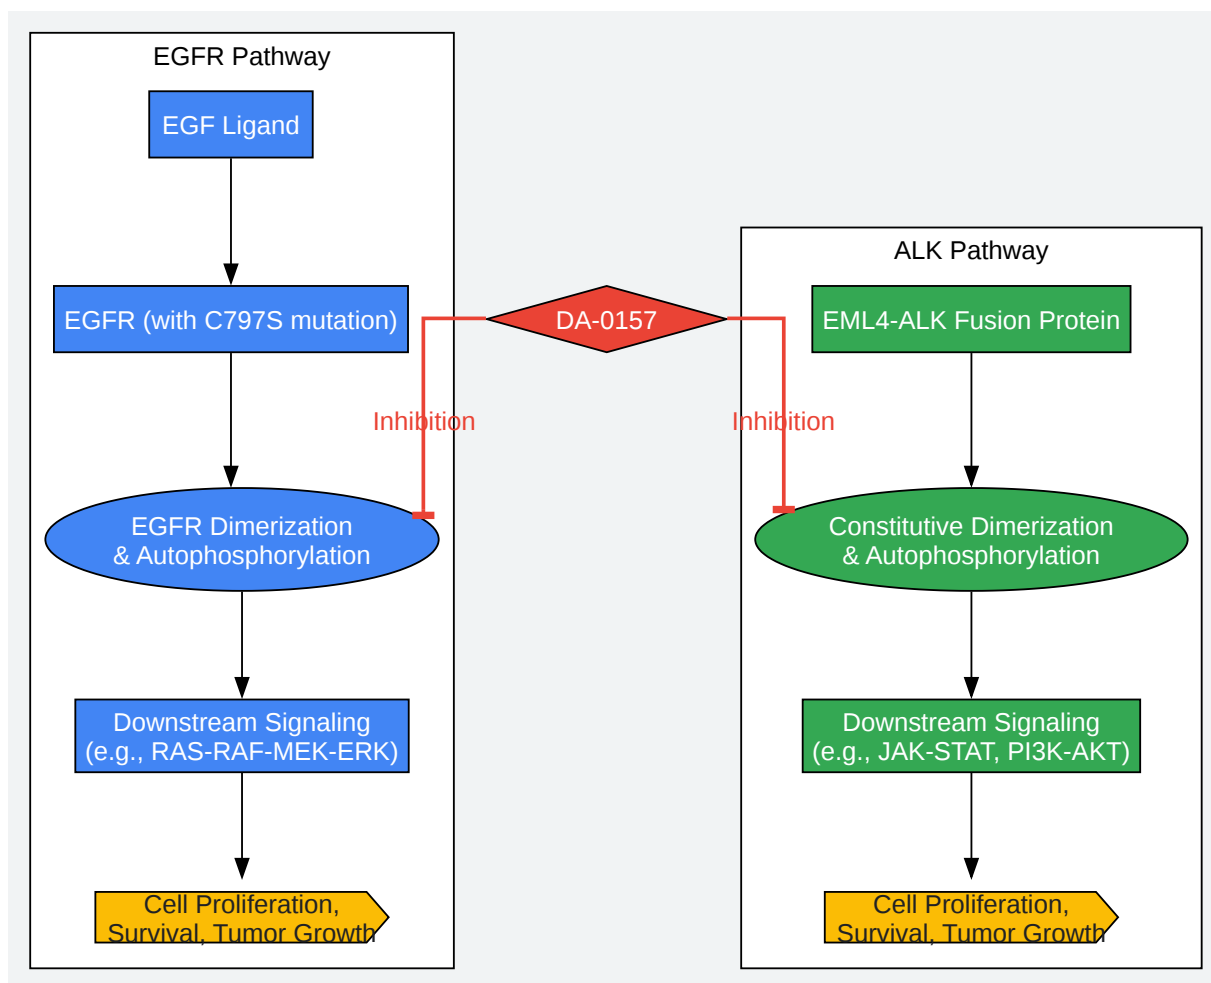 EGFR Pathway
EGF Ligand
EGFR (with C797S mutation)
Inhibition
EGFR Dimerization
& Autophosphorylation
Downstream Signaling
(e.g., RAS-RAF-MEK-ERK)
Cell Proliferation,
Survival, Tumor Growth
DA-0157
ALK Pathway
EML4-ALK Fusion Protein
Inhibition
Constitutive Dimerization
& Autophosphorylation
Downstream Signaling
(e.g., JAK-STAT, PI3K-AKT)
Cell Proliferation,
Survival, Tumor Growth